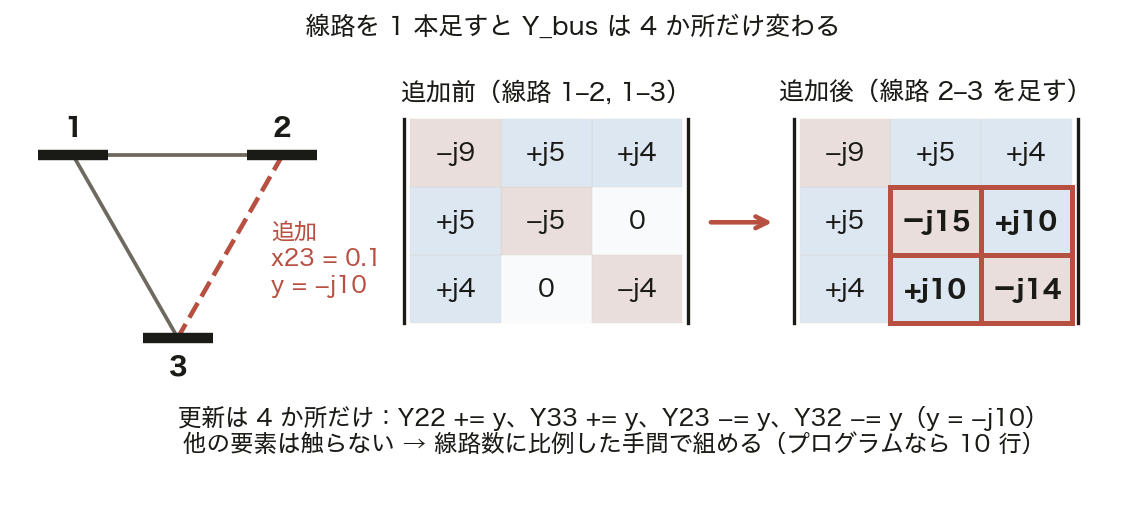 線路を 1 本足すと Y_bus は 4 か所だけ変わる
追加前（線路 1–2, 1–3）
追加後（線路 2–3 を足す）
1
2
3
追加
x23 = 0.1
y = −j10
−j9 +j5 +j4
+j5 −j5 0
+j4 0 −j4
−j9 +j5 +j4
+j5 −j15 +j10
+j4 +j10 −j14
更新は 4 か所だけ：Y22 += y、Y33 += y、Y23 −= y、Y32 −= y（y = −j10）
他の要素は触らない → 線路数に比例した手間で組める（プログラムなら 10 行）